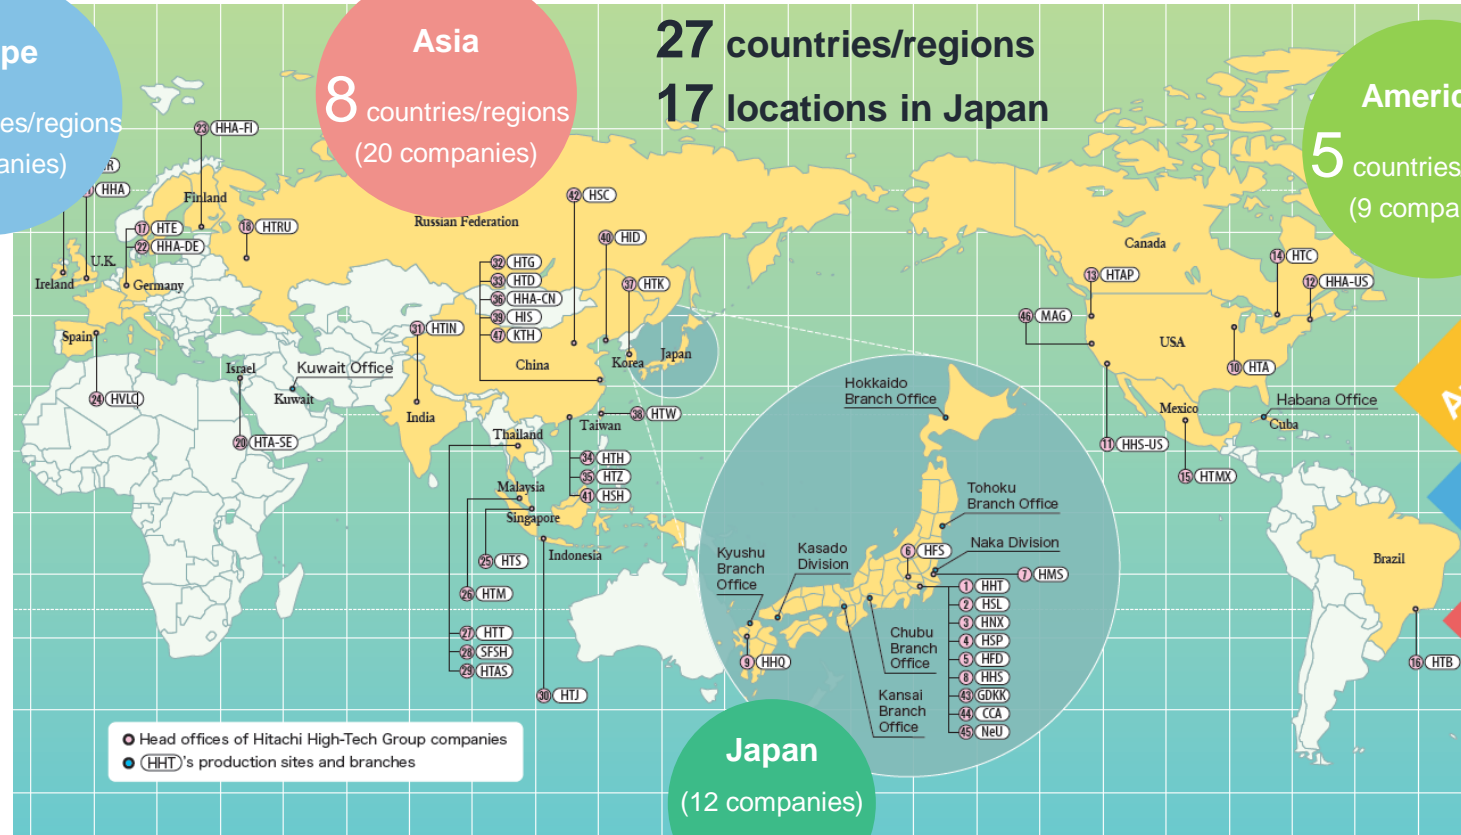 pe
es/regions
anies)
Asia
8 countries/regions
(20 companies)
27 countries/regions
17 locations in Japan
Americ
5 countries
(9 compa
23 HHA-FI
R
HHA
Finland
17 HTE
22 HHA-DE
18 HTRU
U.K.
Ireland
Germany
Spain
24 HVLC
Russian Federation
42 HSC
40 HID
32 HTG
33 HTD
36 HHA-CN
39 HIS
47 KTH
37 HTK
31 HTIN
China
Korea
Japan
Israel
Kuwait Office
Kuwait
20 HTA-SE
India
38 HTW
Taiwan
Thailand
34 HTH
35 HTZ
41 HSH
Malaysia
Singapore
Indonesia
25 HTS
26 HTM
27 HTT
28 SFSH
29 HTAS
30 HTJ
Canada
14 HTC
13 HTAP
12 HHA-US
46 MAG
USA
10 HTA
Habana Office
Cuba
Mexico
11 HHS-US
15 HTMX
Brazil
16 HTB
Hokkaido
Branch Office
Tohoku
Branch Office
Naka Division
6 HFS
7 HMS
Kasado
Division
Kyushu
Branch
Office
9 HHQ
1 HHT
2 HSL
3 HNX
4 HSP
5 HFD
8 HHS
43 GDKK
44 CCA
45 NeU
Chubu
Branch
Office
Kansai
Branch
Office
Head offices of Hitachi High-Tech Group companies
HHT's production sites and branches
Japan
(12 companies)
A